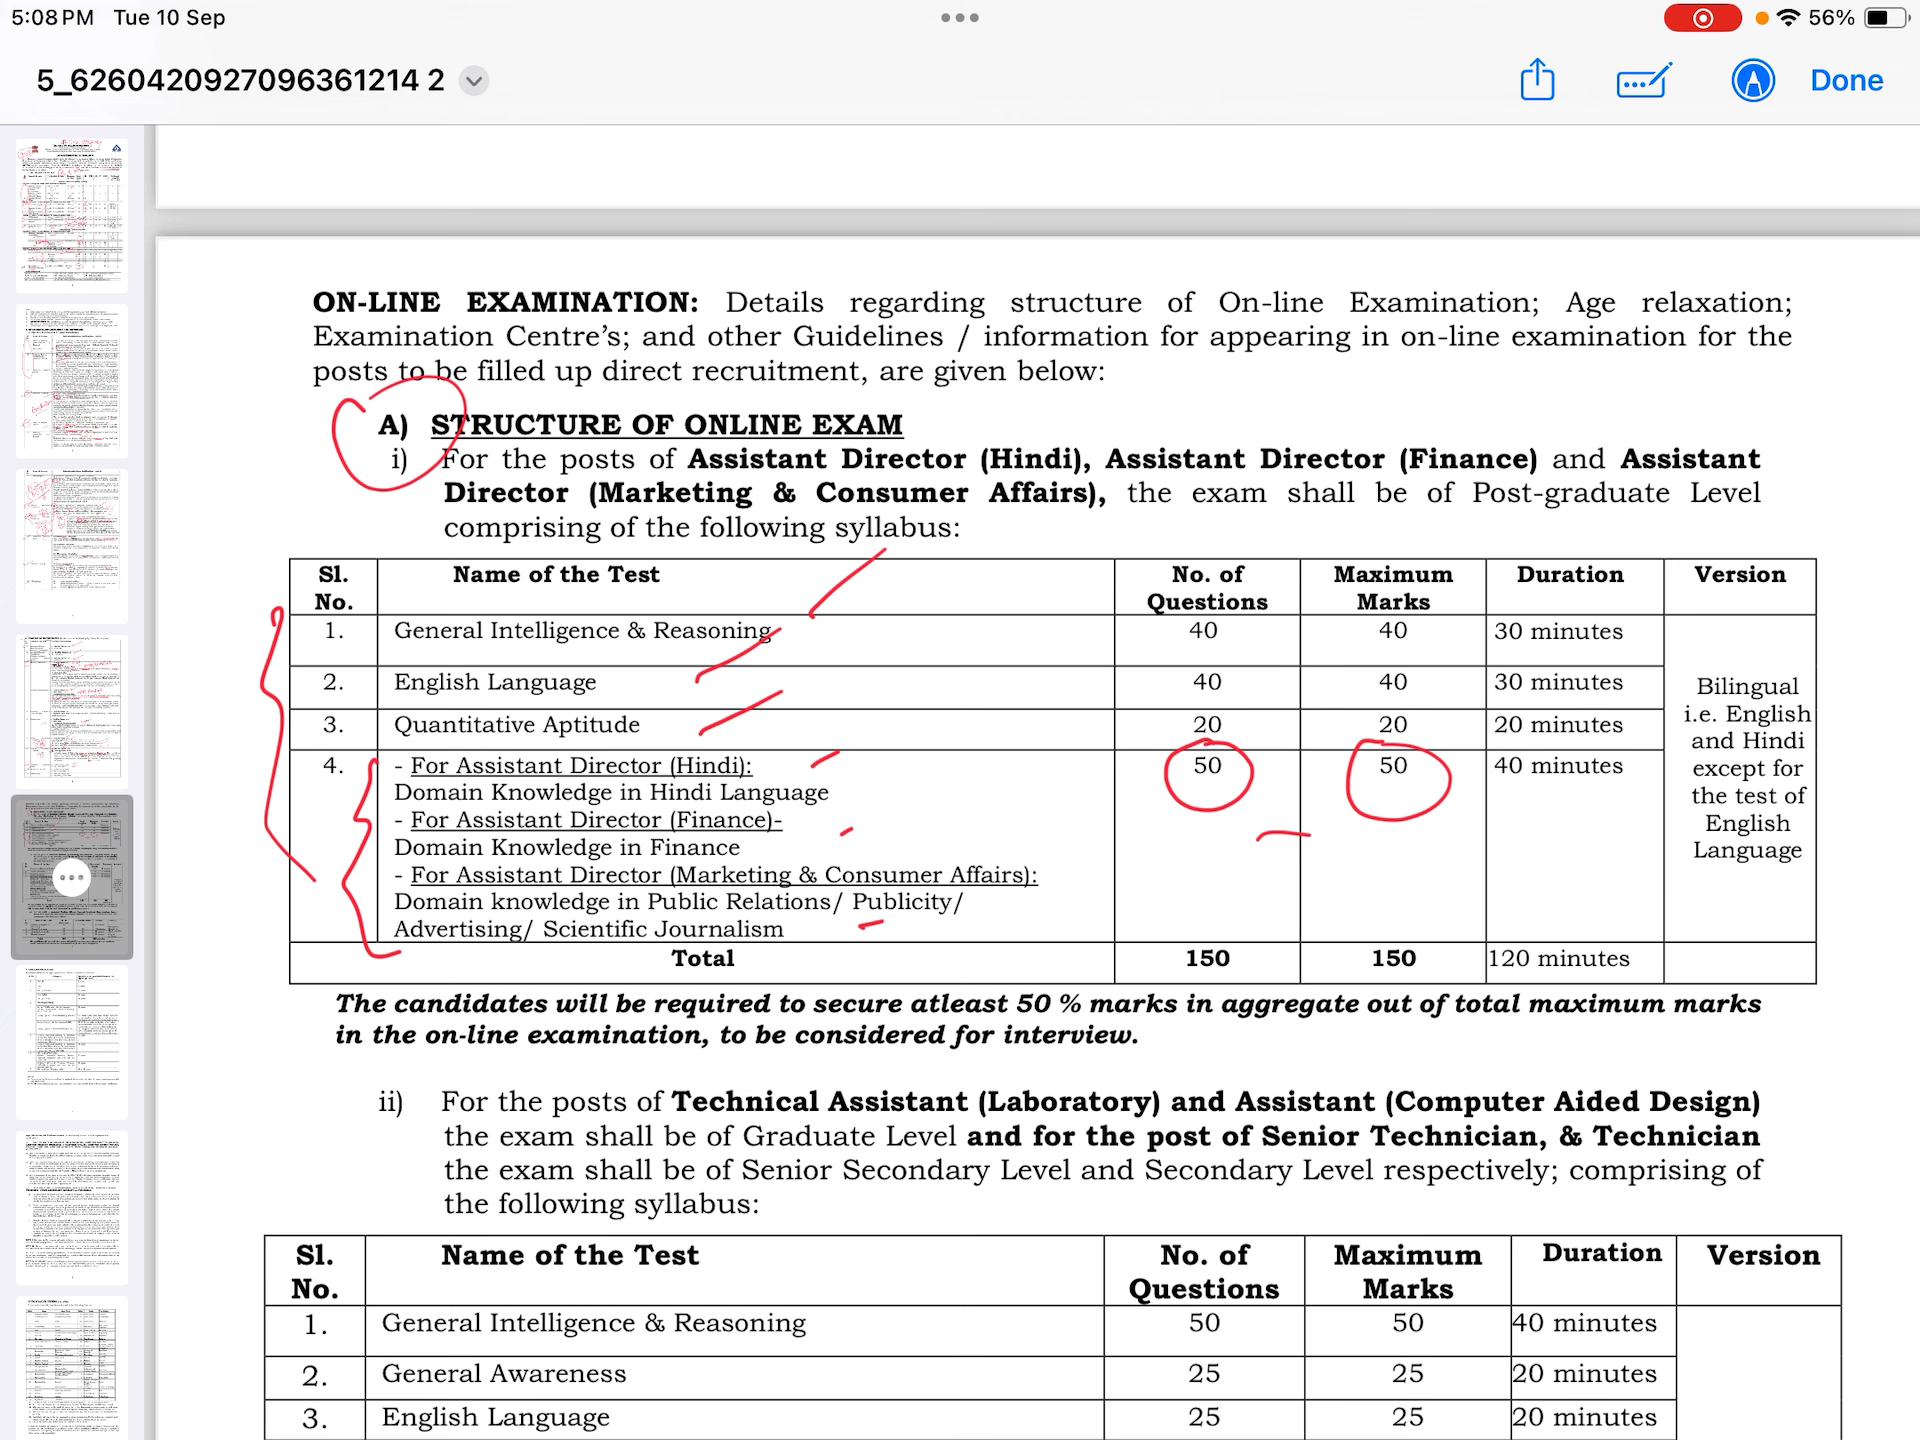 5:08 PM Tue 10 Sep
56%
5_6260420927096361214 2
Done
ON-LINE EXAMINATION: Details regarding structure of On-line Examination; Age relaxation;
Examination Centre's; and other Guidelines / information for appearing in on-line examination for the
posts to be filled up direct recruitment, are given below:
A) STRUCTURE OF ONLINE EXAM
i) For the posts of Assistant Director (Hindi), Assistant Director (Finance) and Assistant
Director (Marketing & Consumer Affairs), the exam shall be of Post-graduate Level
comprising of the following syllabus:
Sl. No. Name of the Test No. of Questions Maximum Marks Duration Version
1. General Intelligence & Reasoning 40 40 30 minutes
2. English Language 40 40 30 minutes
3. Quantitative Aptitude 20 20 20 minutes
4. - For Assistant Director (Hindi): 50 50 40 minutes
Domain Knowledge in Hindi Language
- For Assistant Director (Finance)-
Domain Knowledge in Finance
- For Assistant Director (Marketing & Consumer Affairs):
Domain knowledge in Public Relations/ Publicity/
Advertising/ Scientific Journalism
Bilingual
i.e. English
and Hindi
except for
the test of
English
Language
Total 150 150 120 minutes
The candidates will be required to secure atleast 50 % marks in aggregate out of total maximum marks
in the on-line examination, to be considered for interview.
ii) For the posts of Technical Assistant (Laboratory) and Assistant (Computer Aided Design)
the exam shall be of Graduate Level and for the post of Senior Technician, & Technician
the exam shall be of Senior Secondary Level and Secondary Level respectively; comprising of
the following syllabus:
Sl. No. Name of the Test No. of Questions Maximum Marks Duration Version
1. General Intelligence & Reasoning 50 50 40 minutes
2. General Awareness 25 25 20 minutes
3. English Language 25 25 20 minutes